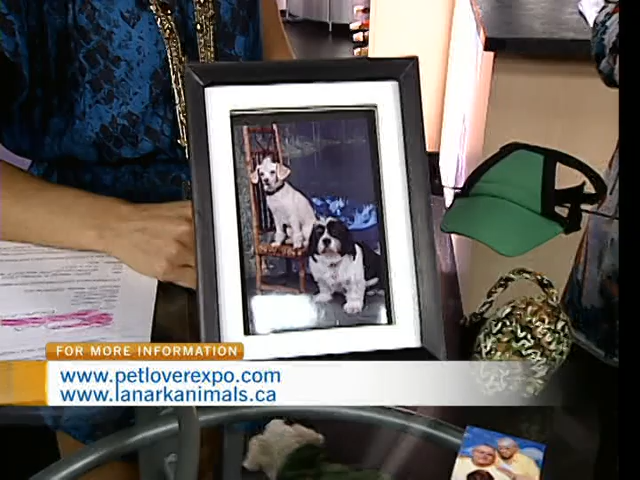 FOR MORE INFORMATION
www.petloverexpo.com
www.lanarkanimals.ca